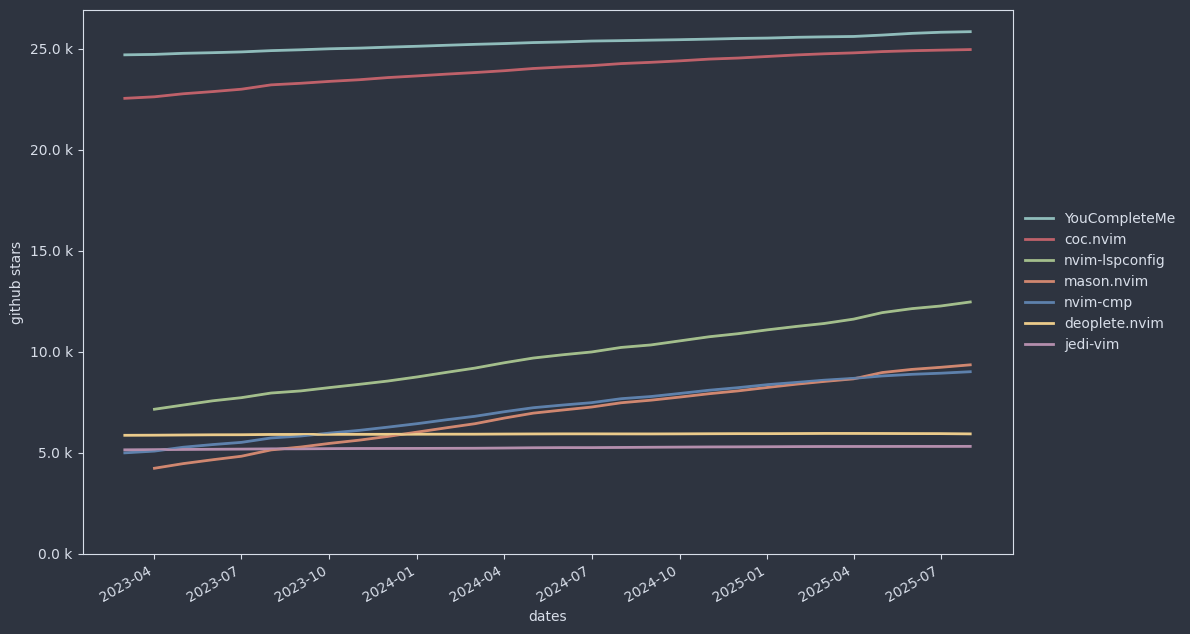 25.0 k
20.0 k
15.0 k
10.0 k
5.0 k
0.0 k
github stars
2023-04
2023-07
2023-10
2024-01
2024-04
2024-07
2024-10
2025-01
2025-04
2025-07
dates
YouCompleteMe
coc.nvim
nvim-lspconfig
mason.nvim
nvim-cmp
deoplete.nvim
jedi-vim